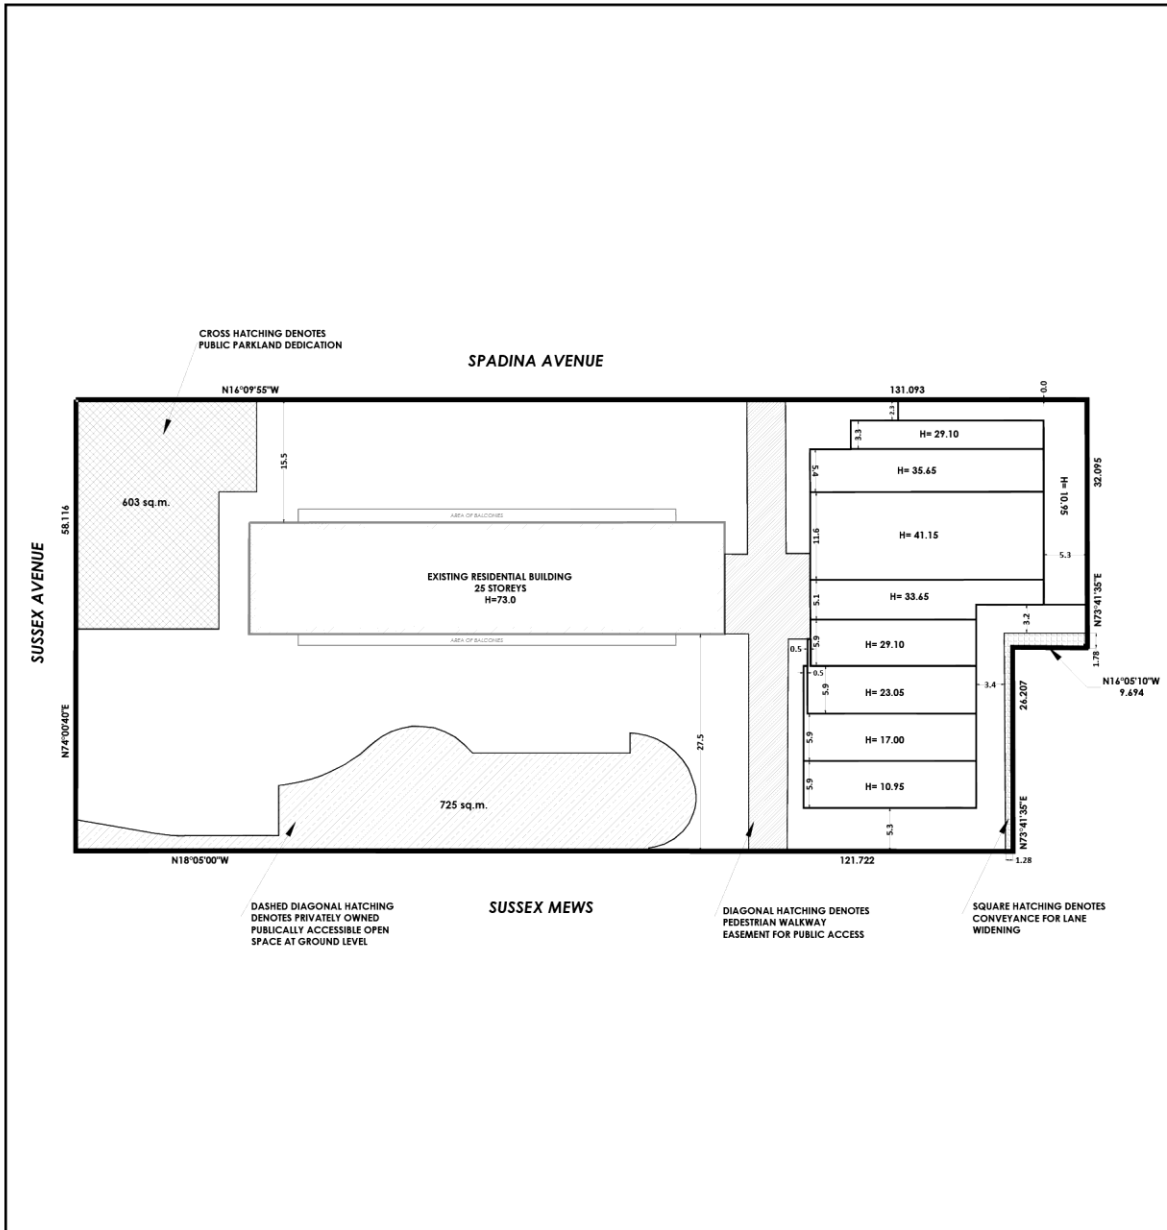 CROSS HATCHING DENOTES
PUBLIC PARKLAND DEDICATION
SPADINA AVENUE
N16°09'55"W
131.093
0.0
2.3
3.3
H= 29.10
15.5
5.4
H= 35.65
H= 10.95
32.095
603 sq.m.
58.116
AREA OF BALCONIES
11.6
H= 41.15
5.3
EXISTING RESIDENTIAL BUILDING
25 STOREYS
H=73.0
SUSSEX AVENUE
5.1
H= 33.65
N73°41'35"E
3.2
AREA OF BALCONIES
0.5
5.9
H= 29.10
1.78
0.5
N16°05'10"W
9.694
5.9
H= 23.05
3.4
26.207
N74°00'40"E
27.5
5.9
H= 17.00
5.9
H= 10.95
725 sq.m.
5.3
N73°41'35"E
N18°05'00"W
121.722
1.28
SUSSEX MEWS
DASHED DIAGONAL HATCHING
DENOTES PRIVATELY OWNED
PUBLICALLY ACCESSIBLE OPEN
SPACE AT GROUND LEVEL
DIAGONAL HATCHING DENOTES
PEDESTRIAN WALKWAY
EASEMENT FOR PUBLIC ACCESS
SQUARE HATCHING DENOTES
CONVEYANCE FOR LANE
WIDENING